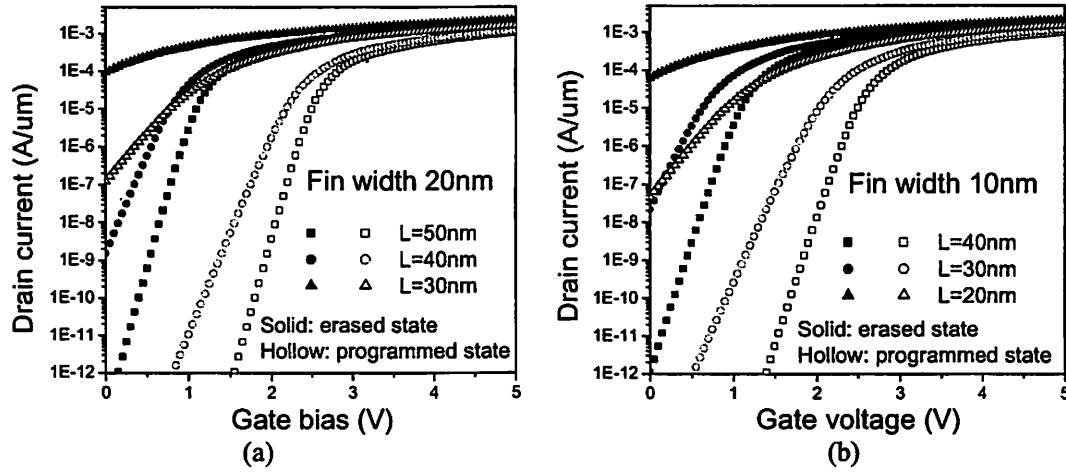 Drain current (A/um)
1E-3
1E-4
1E-5
1E-6
1E-7
1E-8
1E-9
1E-10
1E-11
1E-12
0 1 2 3 4 5
Gate bias (V)
Fin width 20nm
L=50nm
L=40nm
L=30nm
Solid: erased state
Hollow: programmed state
(a)
Drain current (A/um)
1E-3
1E-4
1E-5
1E-6
1E-7
1E-8
1E-9
1E-10
1E-11
1E-12
0 1 2 3 4 5
Gate voltage (V)
Fin width 10nm
L=40nm
L=30nm
L=20nm
Solid: erased state
Hollow: programmed state
(b)